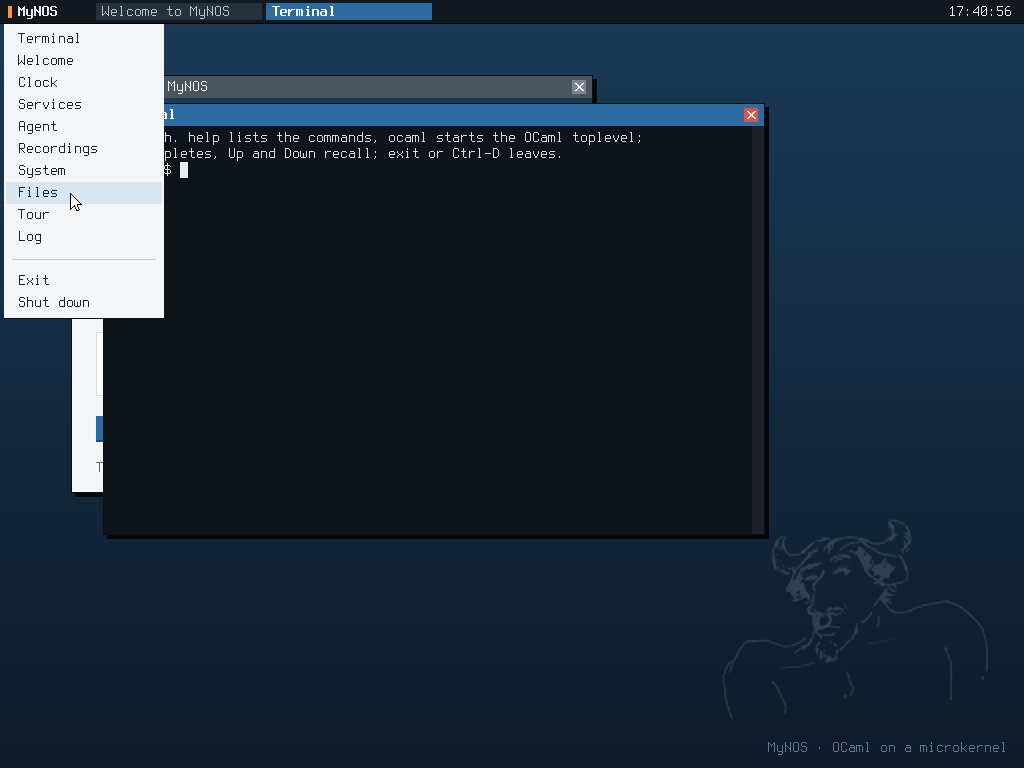 MyNOS Welcome to MyNOS Terminal 17:40:56
Terminal
Welcome
Clock
Services
Agent
Recordings
System
Files
Tour
Log
Exit
Shut down
MyNOS
h. help lists the commands, ocaml starts the OCaml toplevel;
pletes, Up and Down recall; exit or Ctrl-D leaves.
$
MyNOS · OCaml on a microkernel